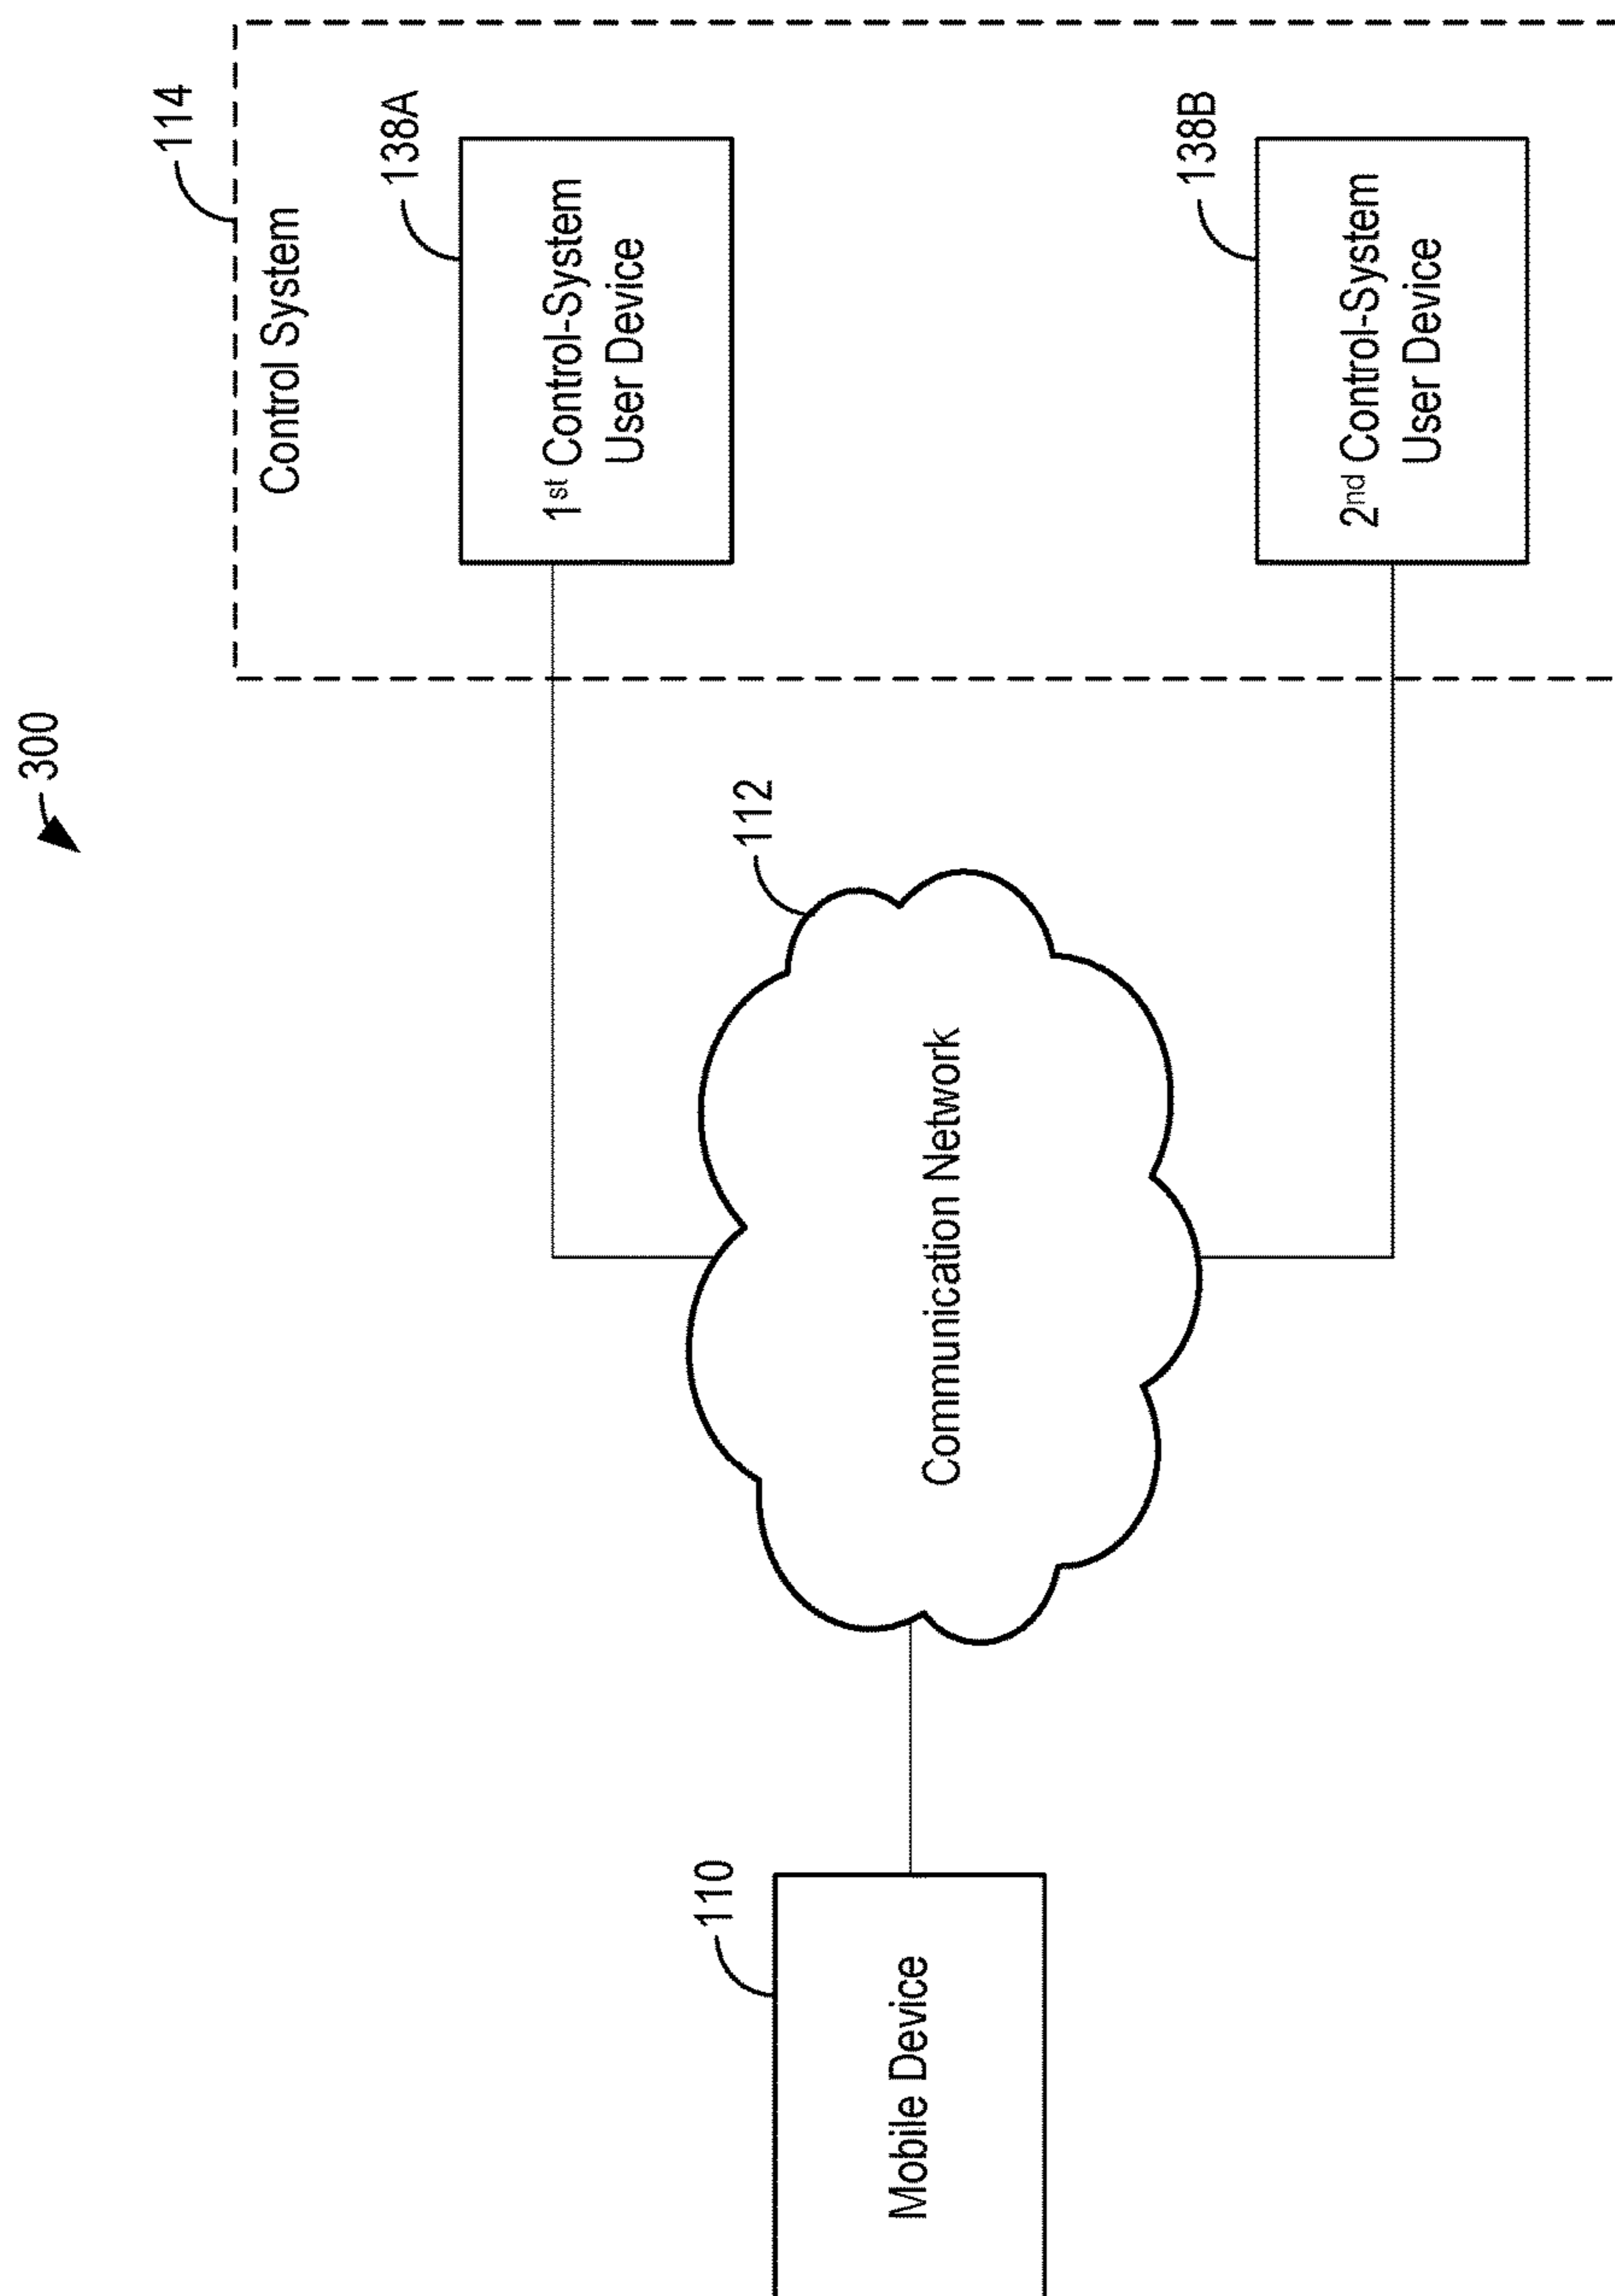 300
114
Control System
138A
1st Control-System
User Device
112
Communication Network
110
Mobile Device
138B
2nd Control-System
User Device